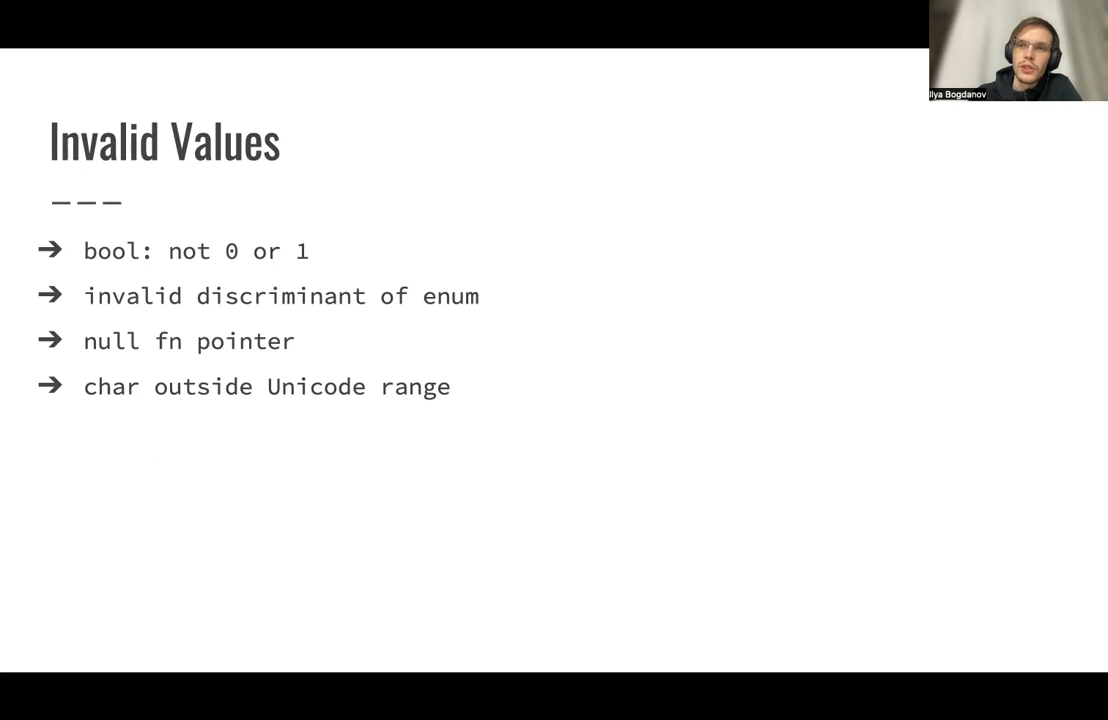 Ilya Bogdanov
Invalid Values
➔ bool: not 0 or 1
➔ invalid discriminant of enum
➔ null fn pointer
➔ char outside Unicode range